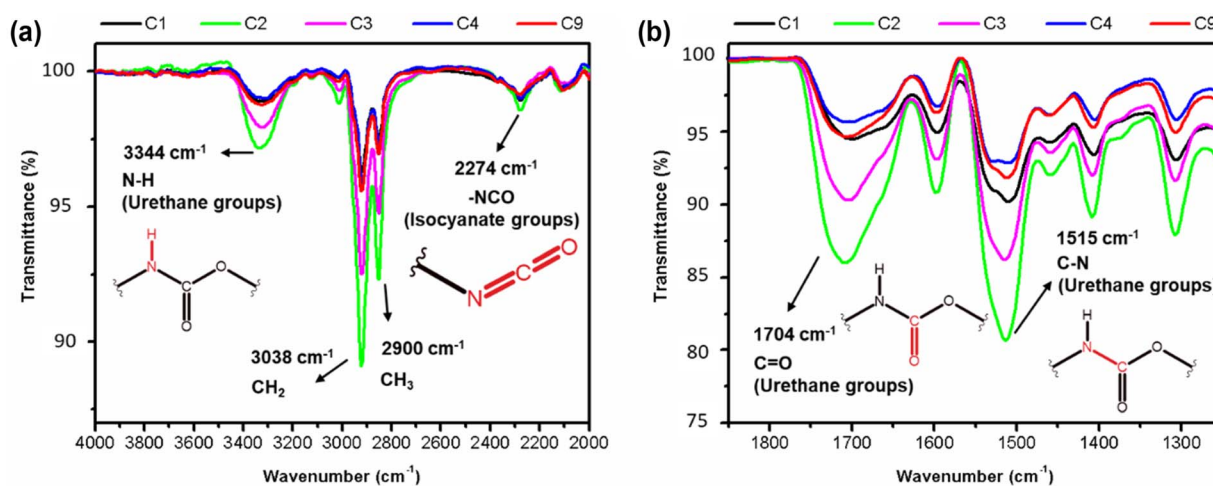 (a)
C1 C2 C3 C4 C9
100
95
90
Transmittance (%)
3344 cm⁻¹
N-H
(Urethane groups)
H
N
O
O
3038 cm⁻¹
CH₂
2900 cm⁻¹
CH₃
2274 cm⁻¹
-NCO
(Isocyanate groups)
N
C
O
4000 3800 3600 3400 3200 3000 2800 2600 2400 2200 2000
Wavenumber (cm⁻¹)
(b)
C1 C2 C3 C4 C9
100
95
90
85
80
75
Transmittance (%)
1704 cm⁻¹
C=O
(Urethane groups)
H
N
C
O
O
1515 cm⁻¹
C-N
(Urethane groups)
H
N
C
O
O
1800 1700 1600 1500 1400 1300
Wavenumber (cm⁻¹)